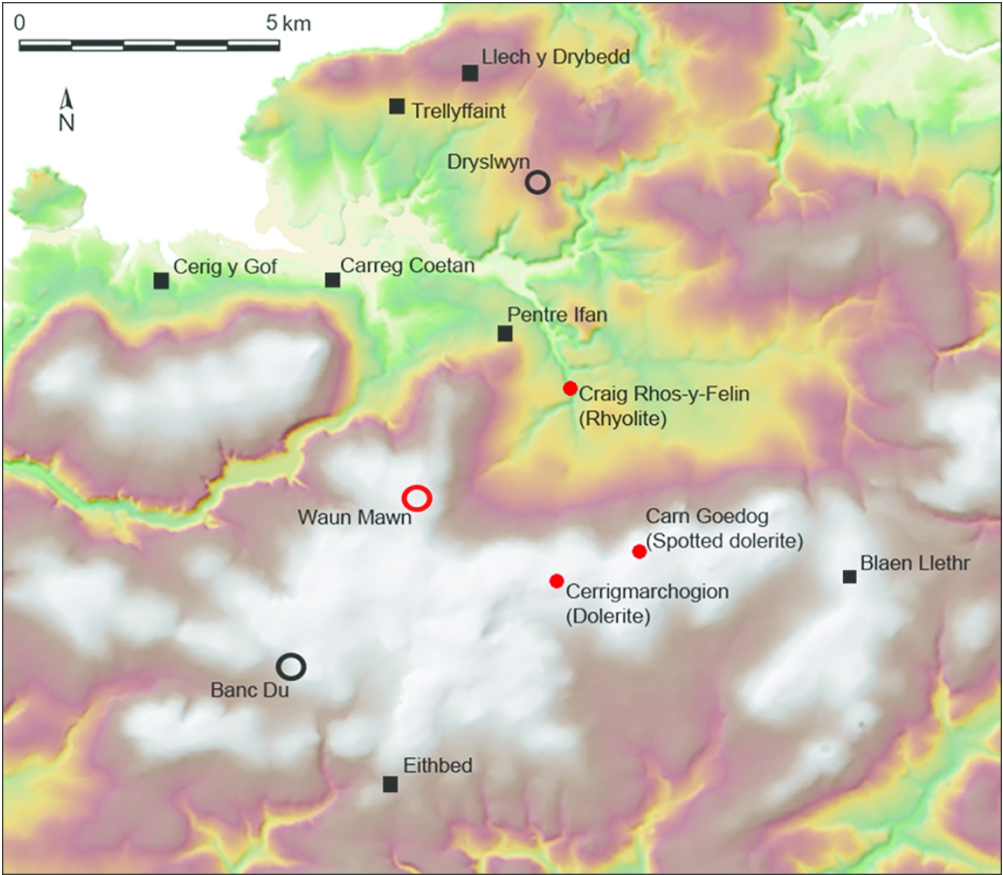 0 5 km
N
Llech y Drybedd
Trellyffaint
Dryslwyn
Cerig y Gof
Carreg Coetan
Pentre Ifan
Craig Rhos-y-Felin
(Rhyolite)
Waun Mawn
Carn Goedog
(Spotted dolerite)
Blaen Llethr
Cerrigmarchogion
(Dolerite)
Banc Du
Eithbed